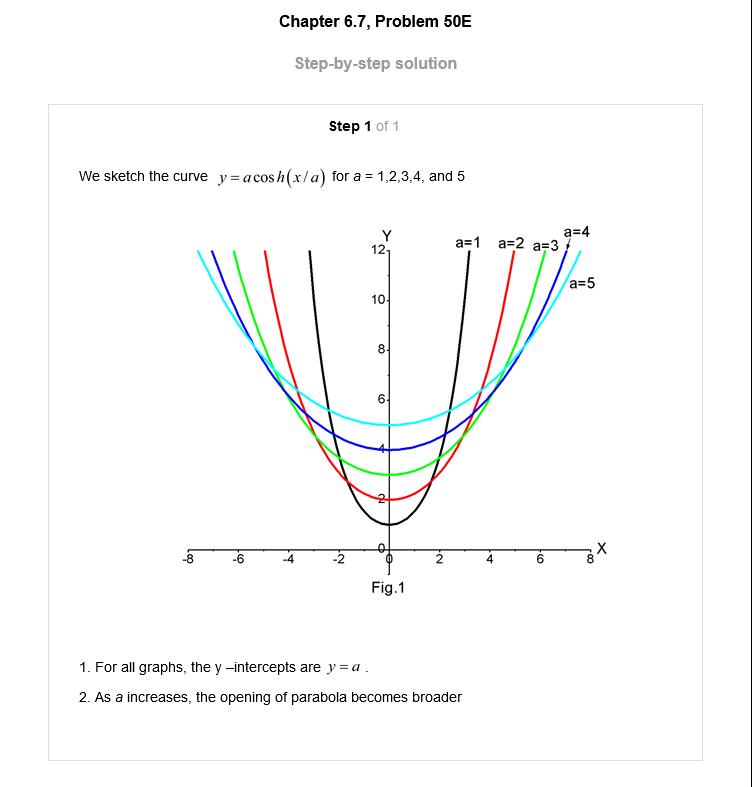 Chapter 6.7, Problem 50E
Step-by-step solution
Step 1 of 1
We sketch the curve y = a cosh(x/a) for a = 1,2,3,4, and 5
Y
a=1 a=2 a=3 a=4
a=5
12
10
8
6
4
2
0
-8 -6 -4 -2 0 2 4 6 8 X
Fig.1
1. For all graphs, the y –intercepts are y = a .
2. As a increases, the opening of parabola becomes broader